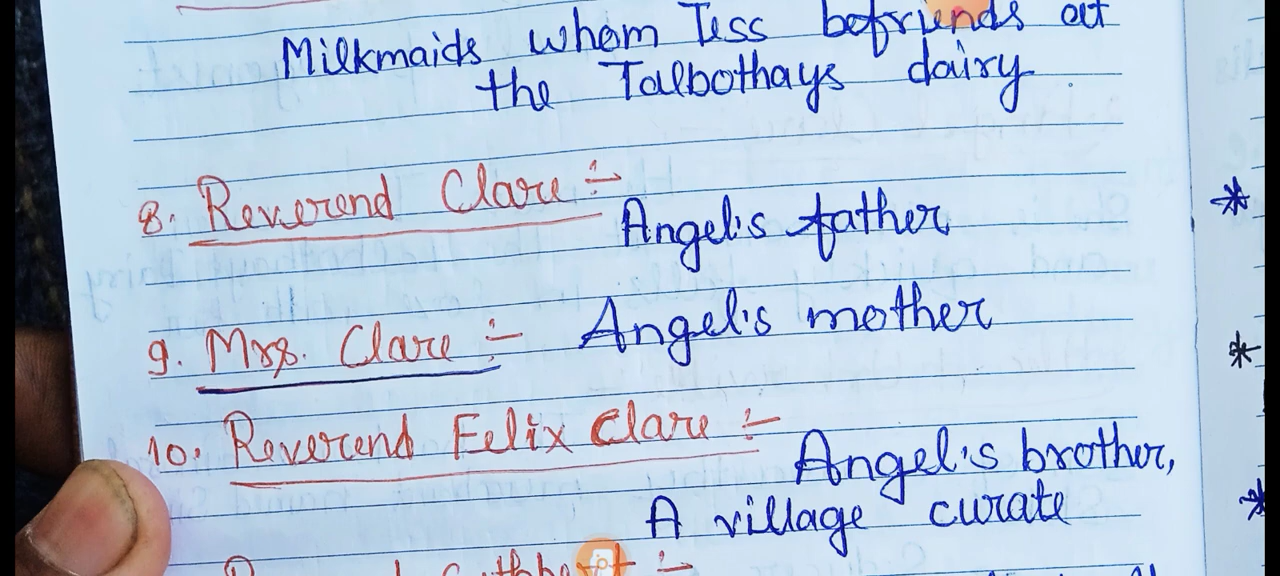 Milkmaids whom Tess befriends at
the Talbothays dairy.
8. Reverend Clare :-
Angel's father
9. Mrs. Clare :- Angel's mother
10. Reverend Felix Clare :-
Angel's brother,
A village curate